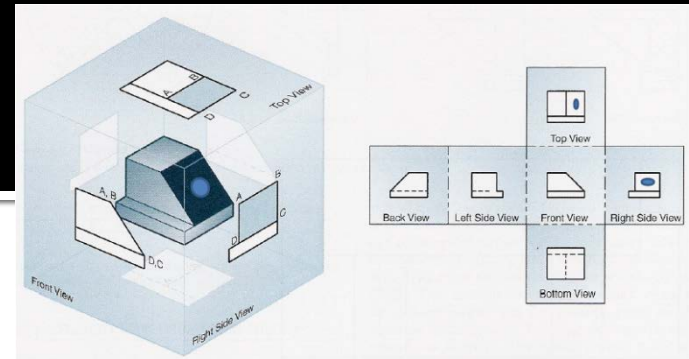 Top View
A
B
C
D
A, B
D,C
A
B
C
D
Front View
Right Side View
Top View
Back View
Left Side View
Front View
Right Side View
Bottom View